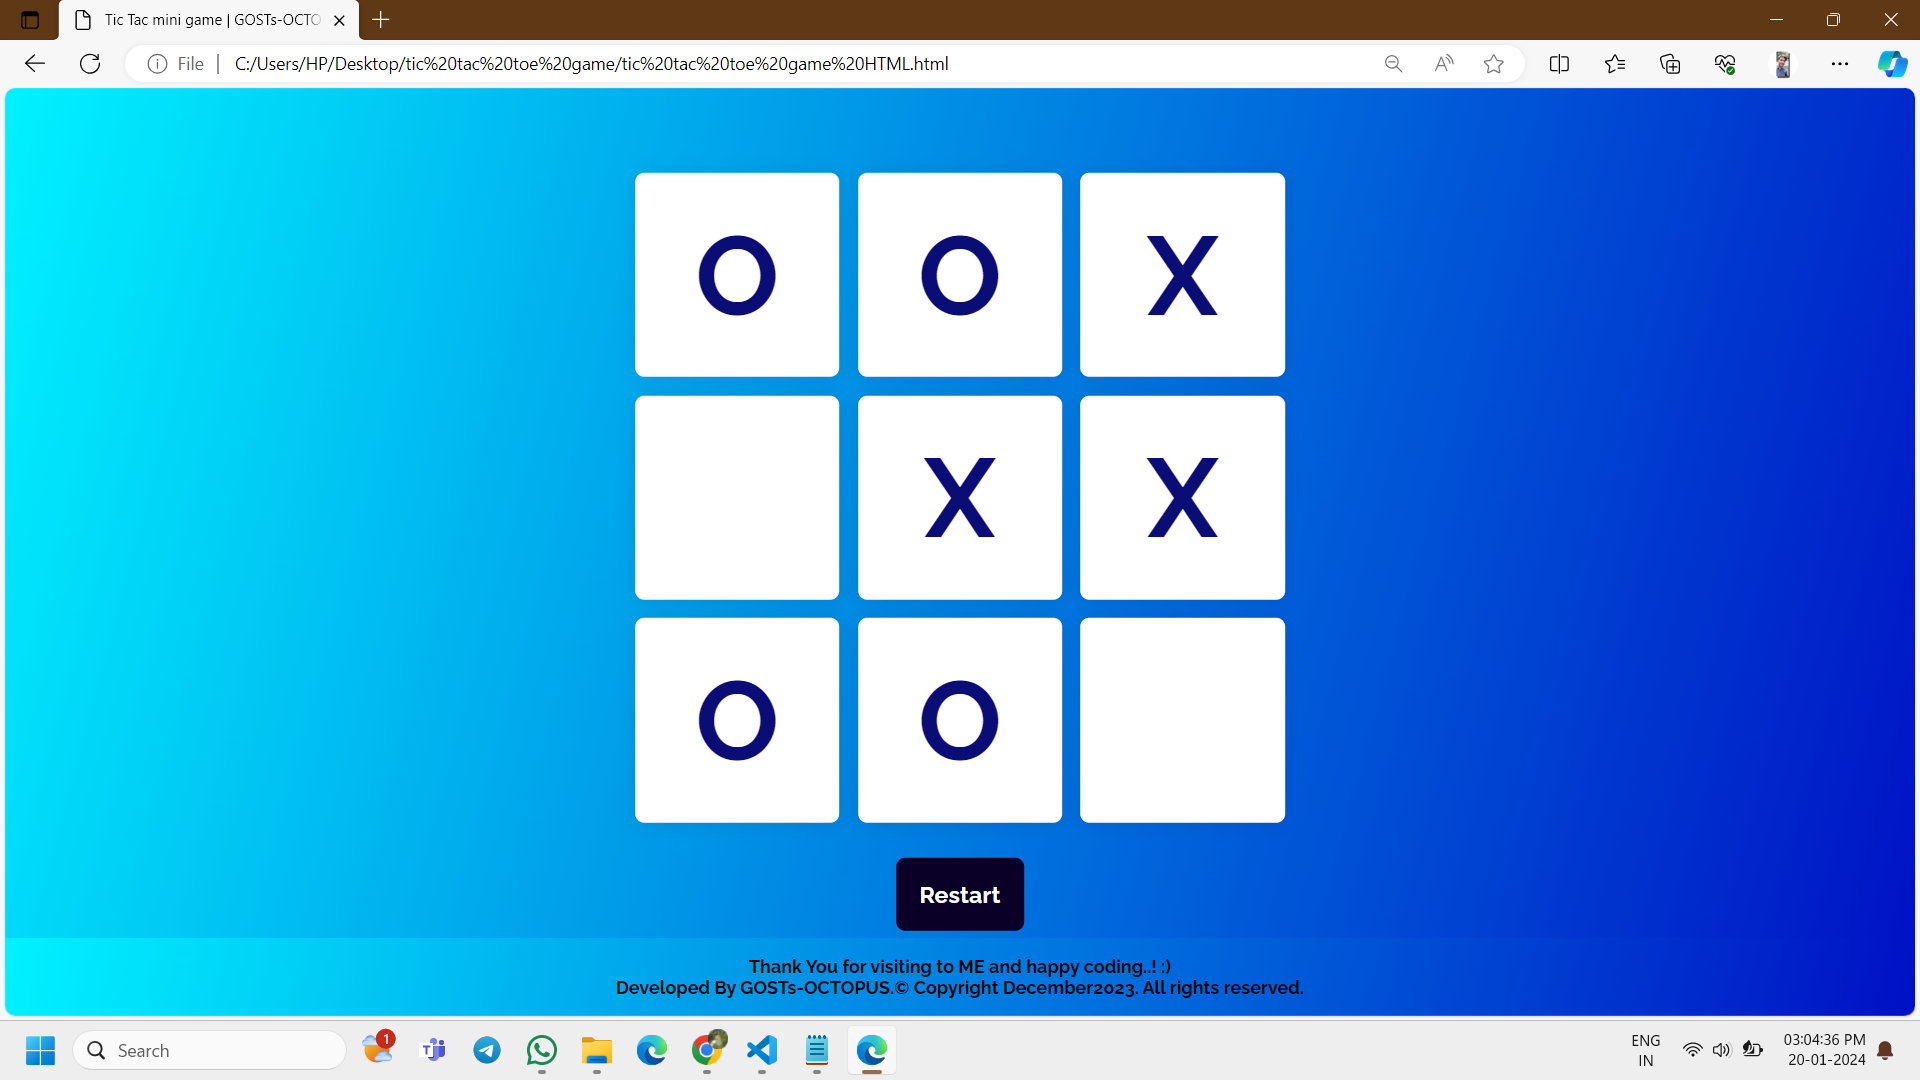 Tic Tac mini game | GOSTs-OCTO
File
C:/Users/HP/Desktop/tic%20tac%20toe%20game/tic%20tac%20toe%20game%20HTML.html
O O X
X X
O O
Restart
Thank You for visiting to ME and happy coding..! :)
Developed By GOSTs-OCTOPUS.© Copyright December2023. All rights reserved.
Search
1
ENG
IN
03:04:36 PM
20-01-2024